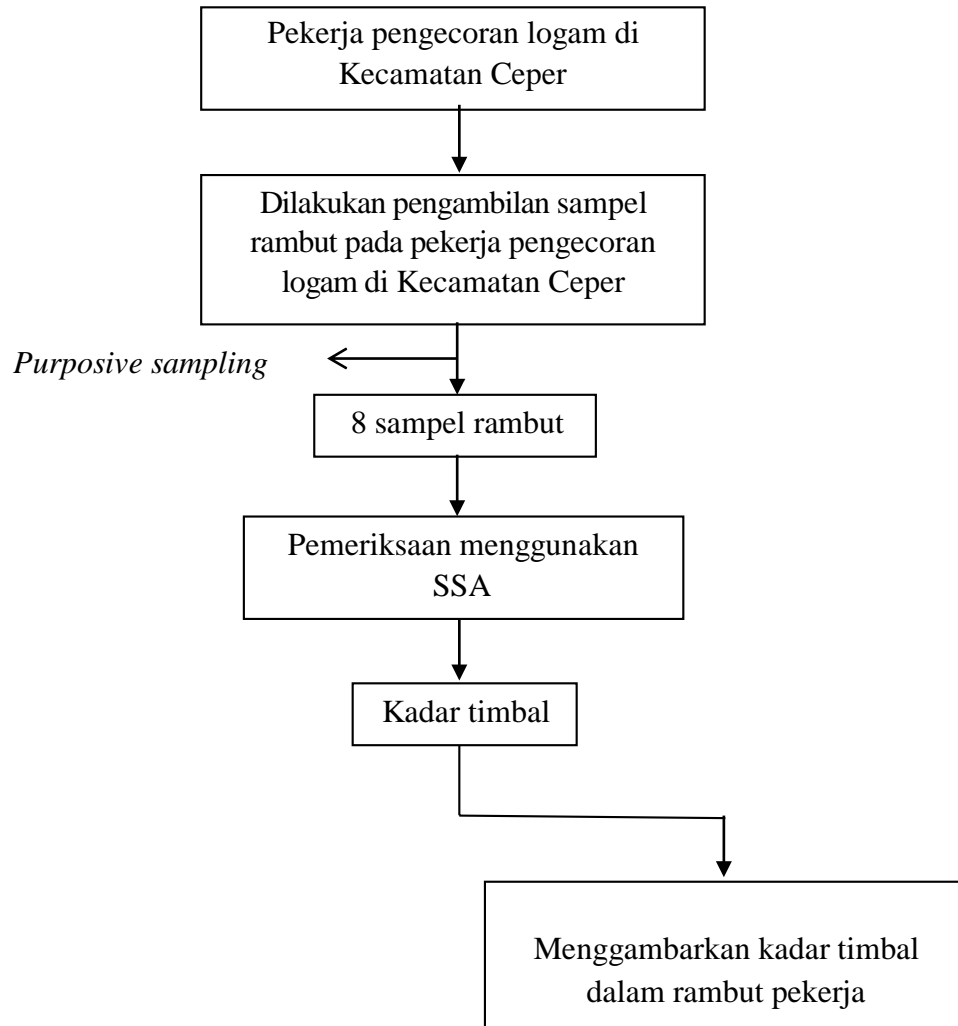 Pekerja pengecoran logam di
Kecamatan Ceper
Dilakukan pengambilan sampel
rambut pada pekerja pengecoran
logam di Kecamatan Ceper
Purposive sampling
8 sampel rambut
Pemeriksaan menggunakan
SSA
Kadar timbal
Menggambarkan kadar timbal
dalam rambut pekerja